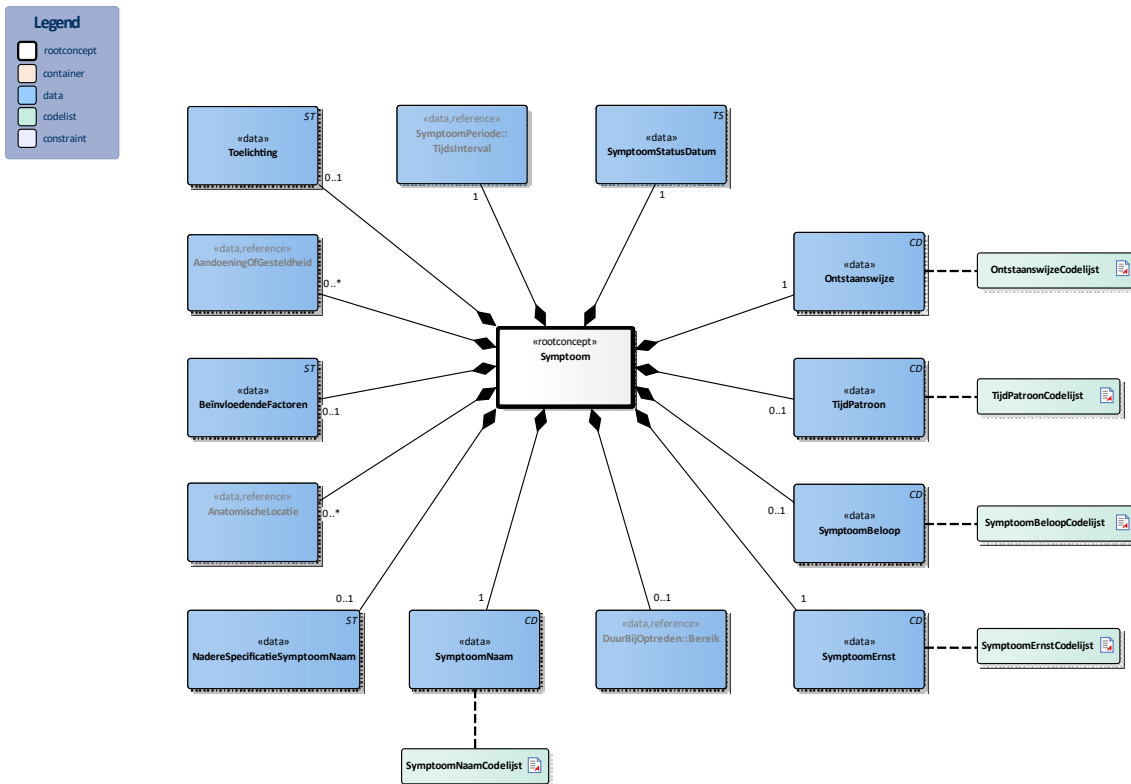 Legend
rootconcept
container
data
codelist
constraint
ST
«data»
Toelichting
0..1
«data,reference»
SymptoomPeriode::
TijdsInterval
1
TS
«data»
SymptoomStatusDatum
1
«data,reference»
AandoeningOfGesteldheid
0..*
CD
«data»
Ontstaanswijze
1
OntstaanswijzeCodelijst
«rootconcept»
Symptoom
ST
«data»
BeïnvloedendeFactoren
0..1
CD
«data»
TijdPatroon
0..1
TijdPatroonCodelijst
«data,reference»
AnatomischeLocatie
0..*
CD
«data»
SymptoomBeloop
0..1
SymptoomBeloopCodelijst
0..1
ST
«data»
NadereSpecificatieSymptoomNaam
1
CD
«data»
SymptoomNaam
0..1
«data,reference»
DuurBijOptreden::Bereik
1
CD
«data»
SymptoomErnst
SymptoomErnstCodelijst
SymptoomNaamCodelijst